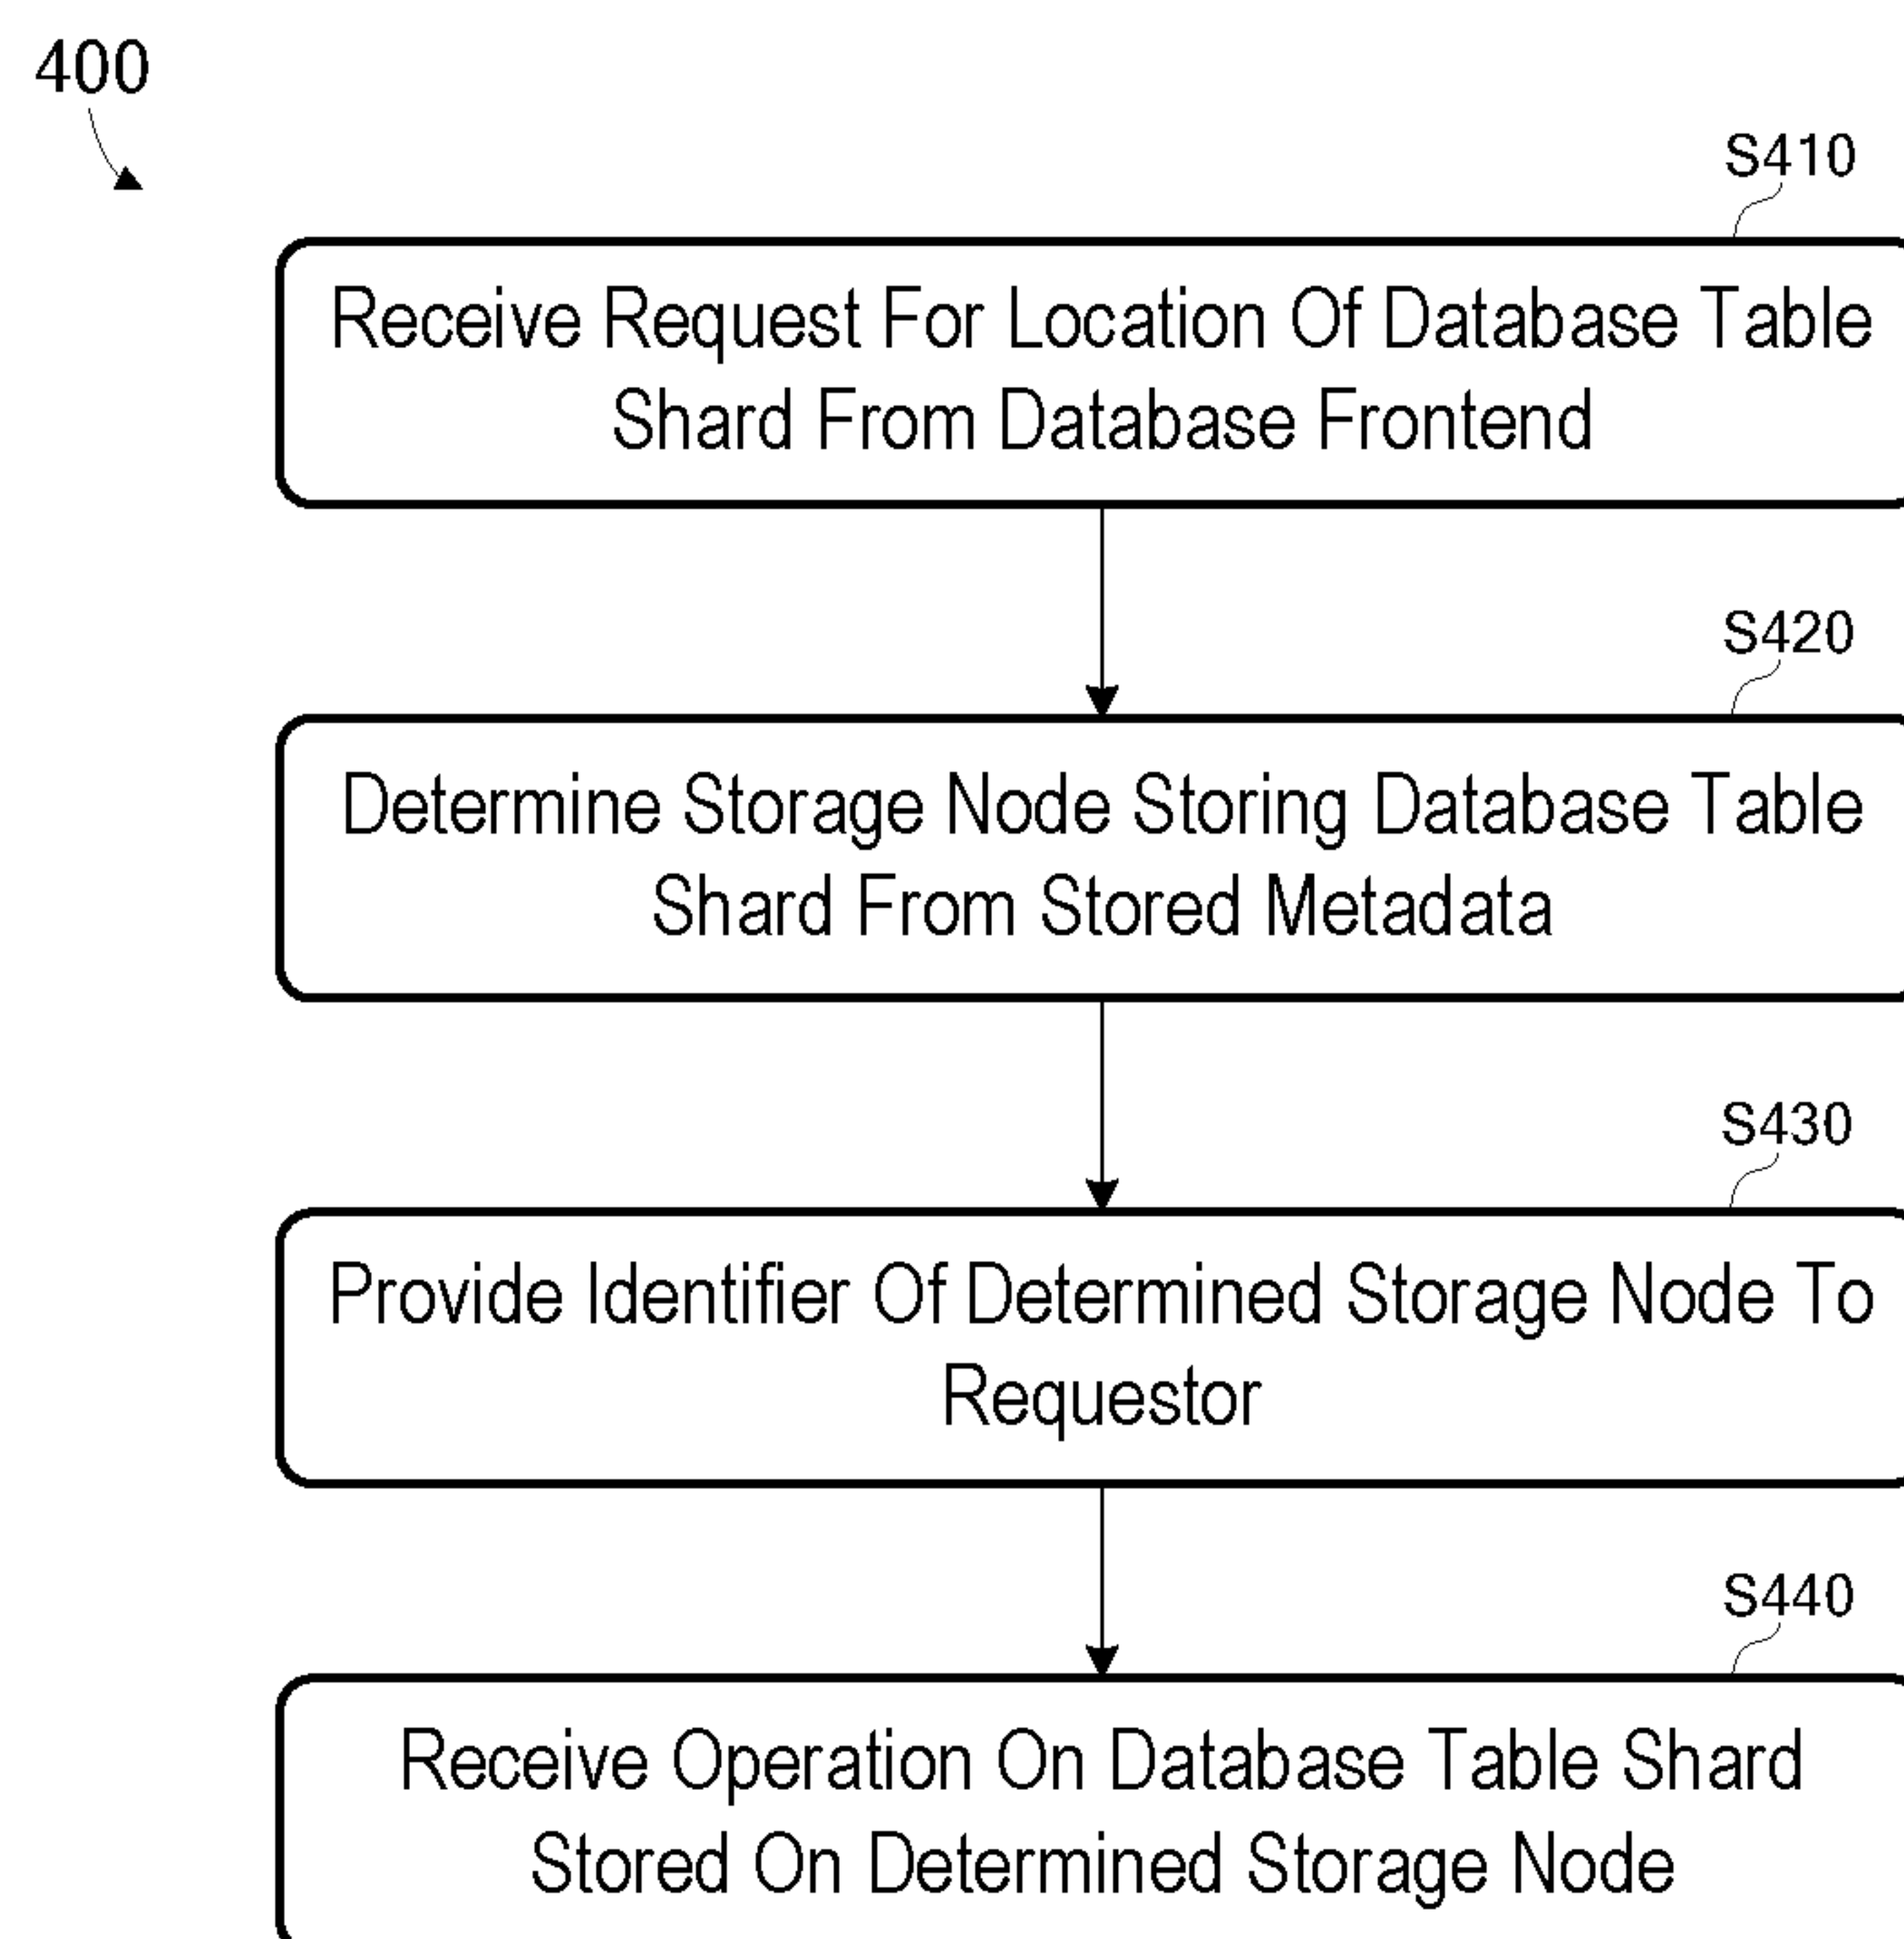 400
S410
Receive Request For Location Of Database Table
Shard From Database Frontend
S420
Determine Storage Node Storing Database Table
Shard From Stored Metadata
S430
Provide Identifier Of Determined Storage Node To
Requestor
S440
Receive Operation On Database Table Shard
Stored On Determined Storage Node